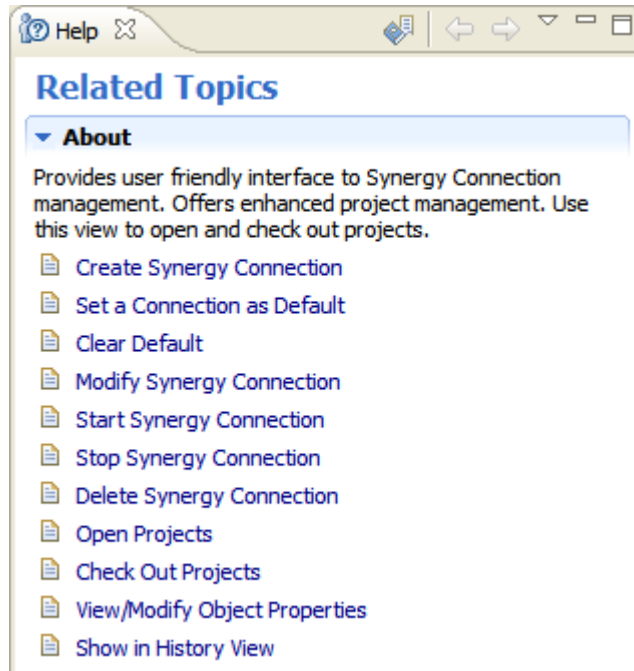 Help
Related Topics
About
Provides user friendly interface to Synergy Connection
management. Offers enhanced project management. Use
this view to open and check out projects.
Create Synergy Connection
Set a Connection as Default
Clear Default
Modify Synergy Connection
Start Synergy Connection
Stop Synergy Connection
Delete Synergy Connection
Open Projects
Check Out Projects
View/Modify Object Properties
Show in History View